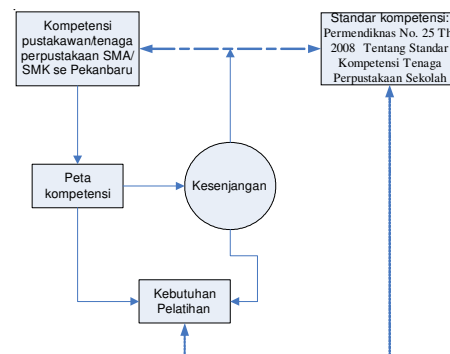 Kompetensi
pustakawan/tenaga
perpustakaan SMA/
SMK se Pekanbaru
Standar kompetensi:
Permendiknas No. 25 Th
2008 Tentang Standar
Kompetensi Tenaga
Perpustakaan Sekolah
Peta
kompetensi
Kesenjangan
Kebutuhan
Pelatihan